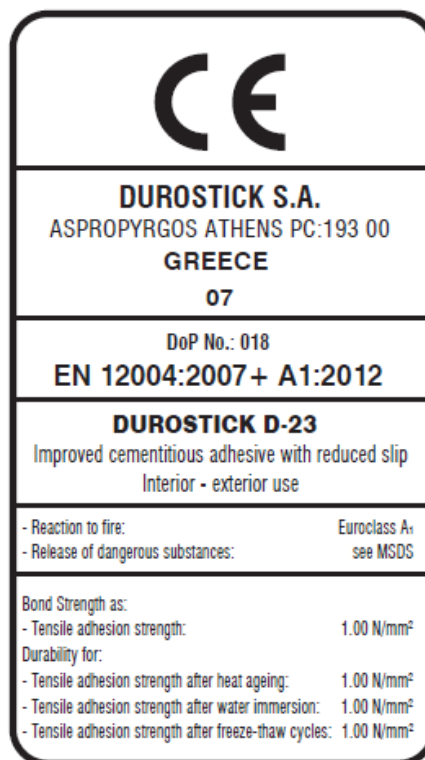 CE
DUROSTICK S.A.
ASPROPYRGOS ATHENS PC:193 00
GREECE
07
DoP No.: 018
EN 12004:2007+ A1:2012
DUROSTICK D-23
Improved cementitious adhesive with reduced slip
Interior - exterior use
- Reaction to fire: Euroclass A₁
- Release of dangerous substances: see MSDS
Bond Strength as:
- Tensile adhesion strength: 1.00 N/mm²
Durability for:
- Tensile adhesion strength after heat ageing: 1.00 N/mm²
- Tensile adhesion strength after water immersion: 1.00 N/mm²
- Tensile adhesion strength after freeze-thaw cycles: 1.00 N/mm²